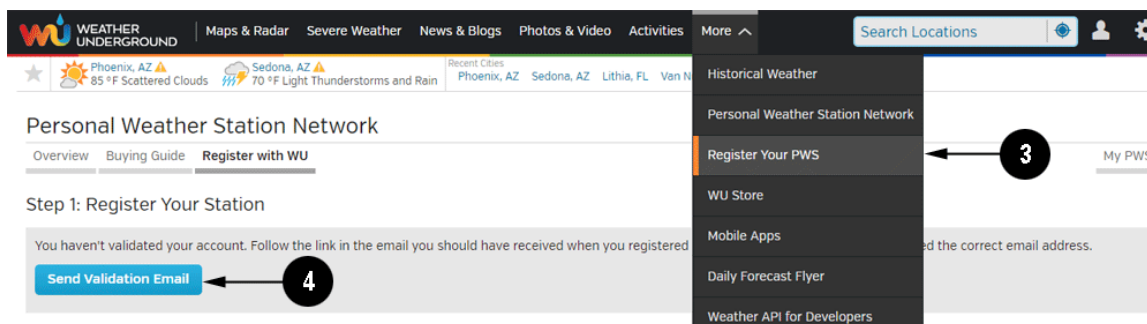 WEATHER UNDERGROUND Maps & Radar Severe Weather News & Blogs Photos & Video Activities More Search Locations
Phoenix, AZ
85 °F Scattered Clouds
Sedona, AZ
70 °F Light Thunderstorms and Rain
Recent Cities
Phoenix, AZ Sedona, AZ Lithia, FL Van N
Historical Weather
Personal Weather Station Network
Register Your PWS
WU Store
Mobile Apps
Daily Forecast Flyer
Weather API for Developers
3
Personal Weather Station Network
Overview Buying Guide Register with WU My PWS
Step 1: Register Your Station
You haven't validated your account. Follow the link in the email you should have received when you registered ed the correct email address.
Send Validation Email
4